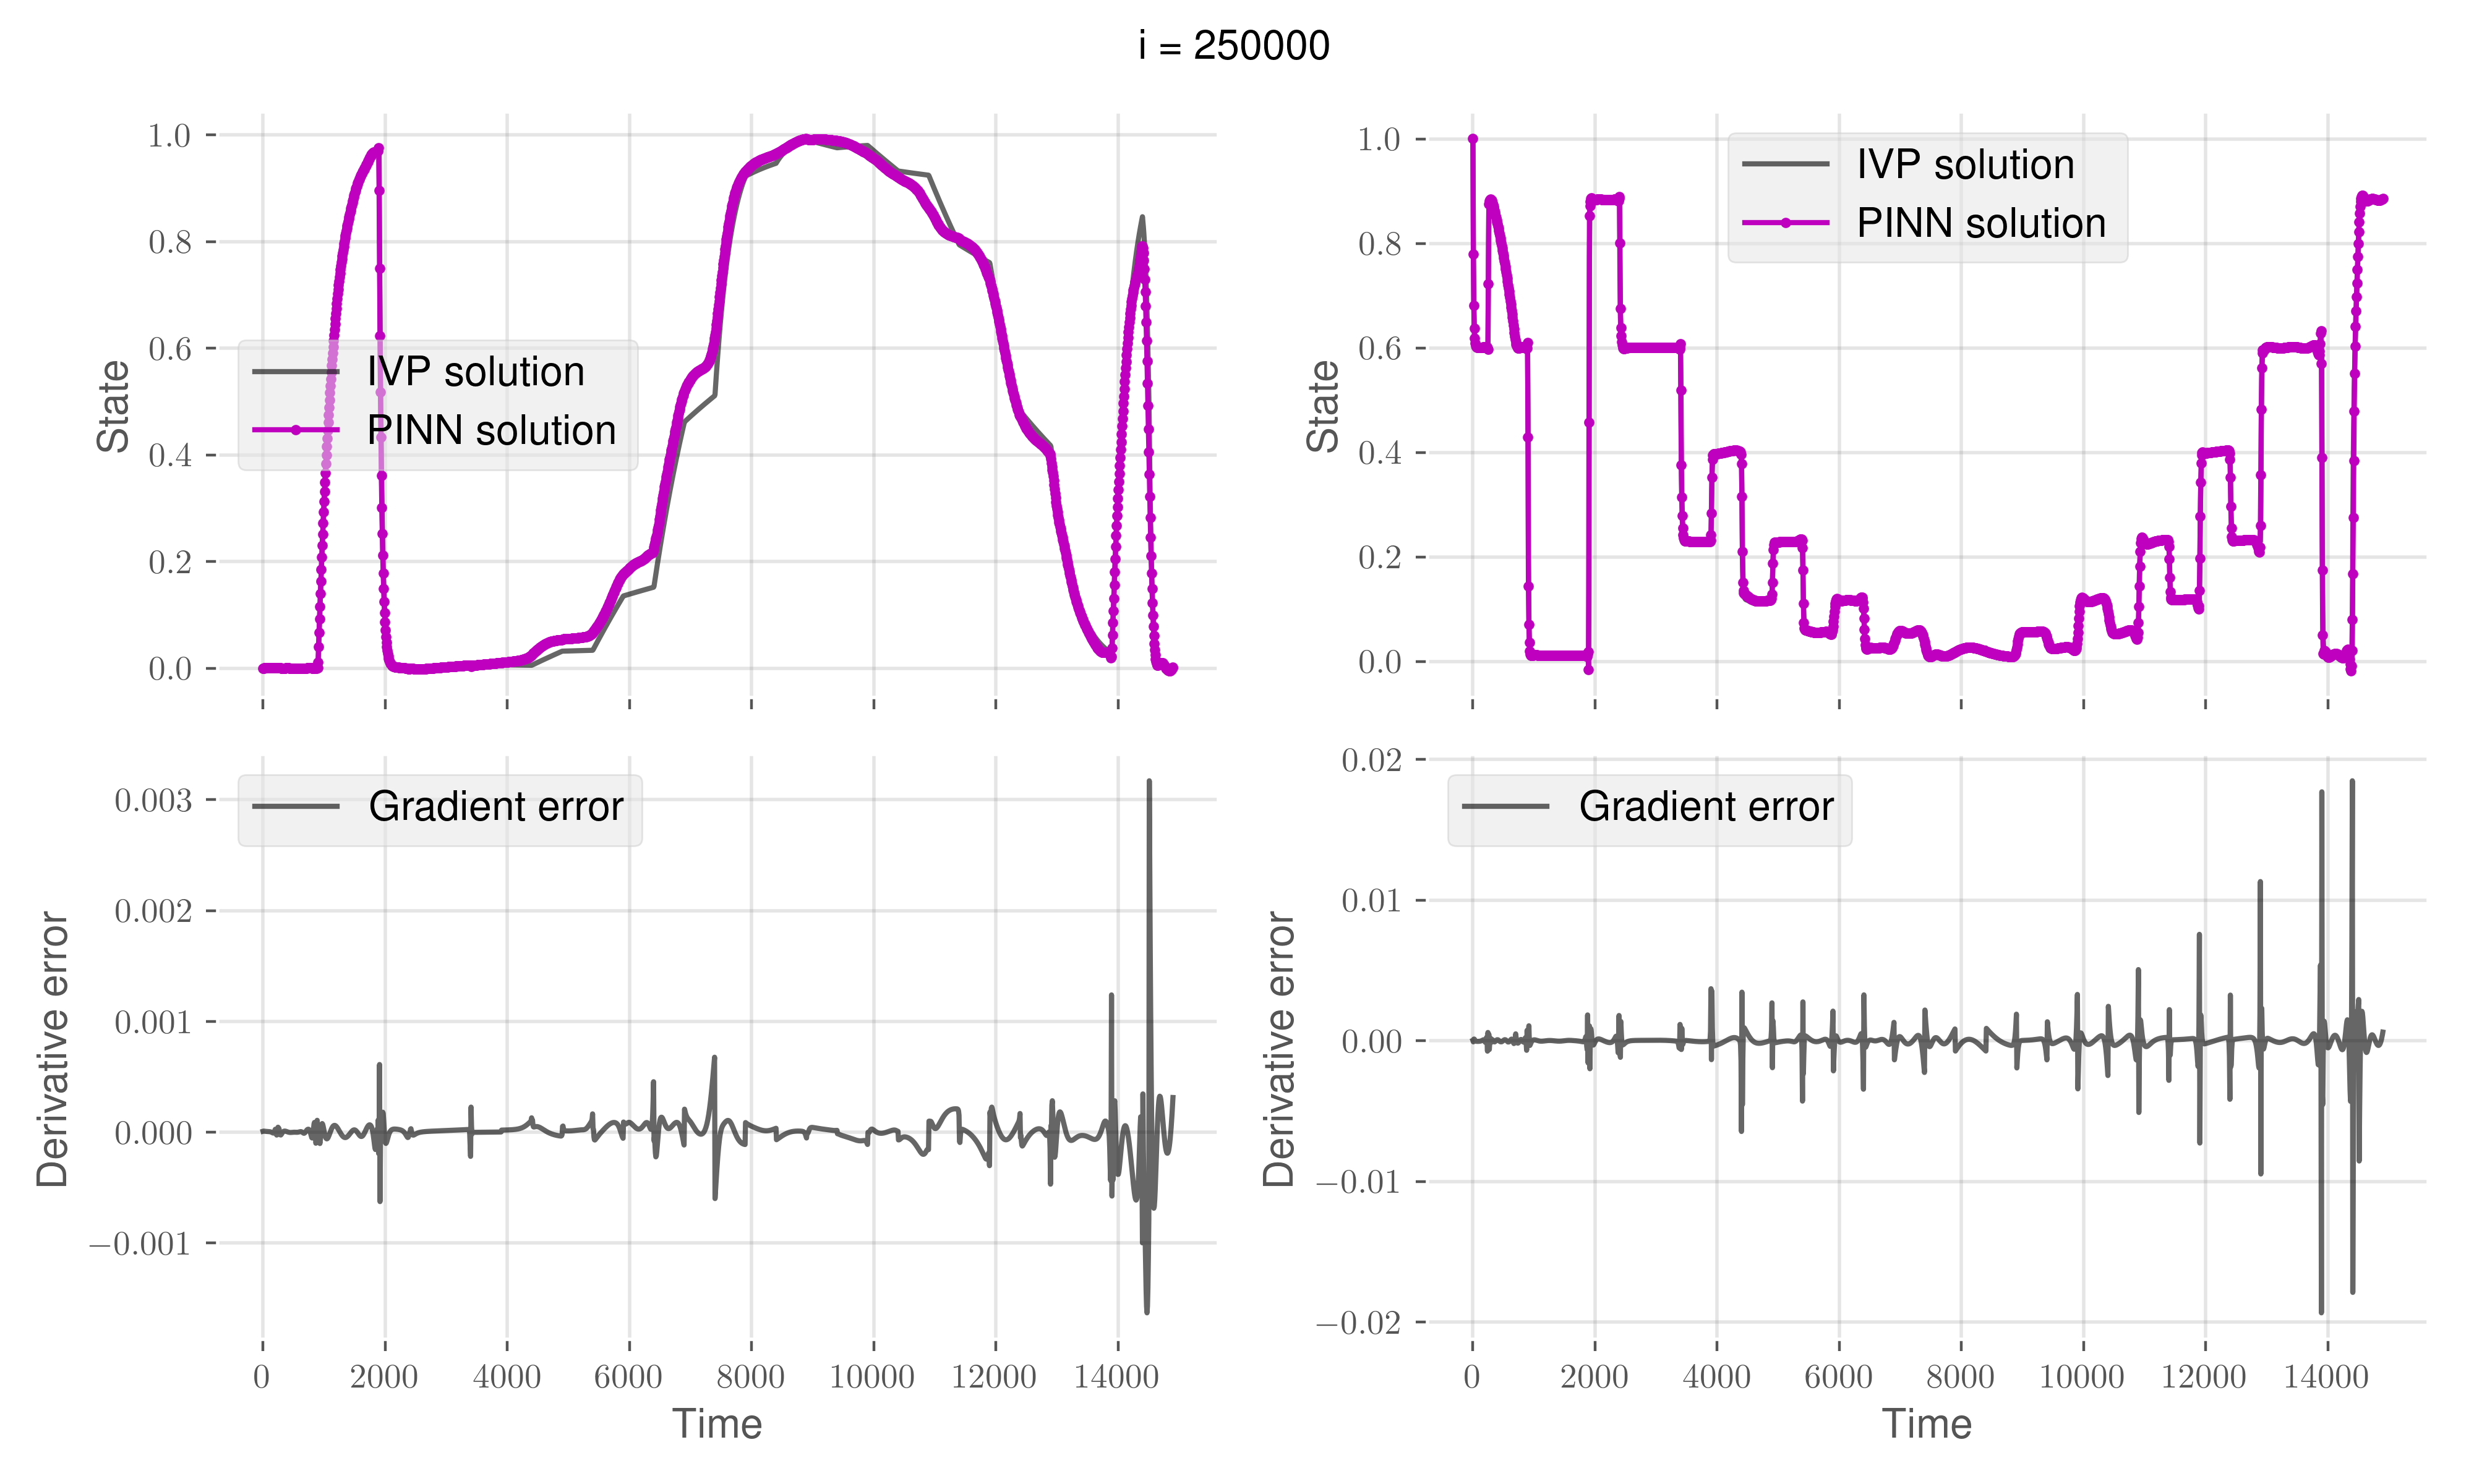 i = 250000
State
1.0
0.8
0.6
0.4
0.2
0.0
IVP solution
PINN solution
State
1.0
0.8
0.6
0.4
0.2
0.0
IVP solution
PINN solution
Derivative error
0.003
0.002
0.001
0.000
−0.001
Gradient error
0 2000 4000 6000 8000 10000 12000 14000
Time
Derivative error
0.02
0.01
0.00
−0.01
−0.02
Gradient error
0 2000 4000 6000 8000 10000 12000 14000
Time